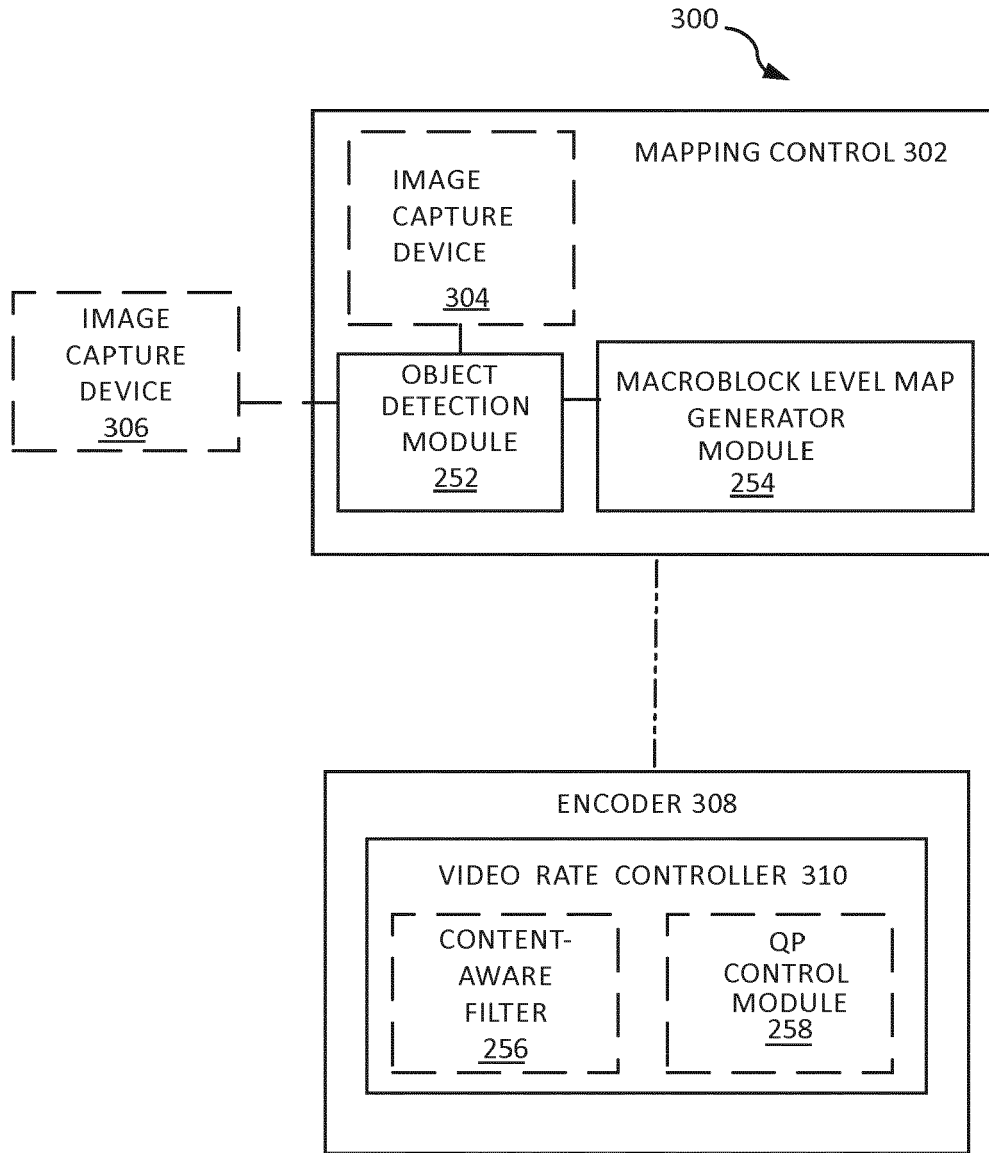 300
MAPPING CONTROL 302
IMAGE
CAPTURE
DEVICE
304
IMAGE
CAPTURE
DEVICE
306
OBJECT
DETECTION
MODULE
252
MACROBLOCK LEVEL MAP
GENERATOR
MODULE
254
ENCODER 308
VIDEO RATE CONTROLLER 310
CONTENT-
AWARE
FILTER
256
QP
CONTROL
MODULE
258